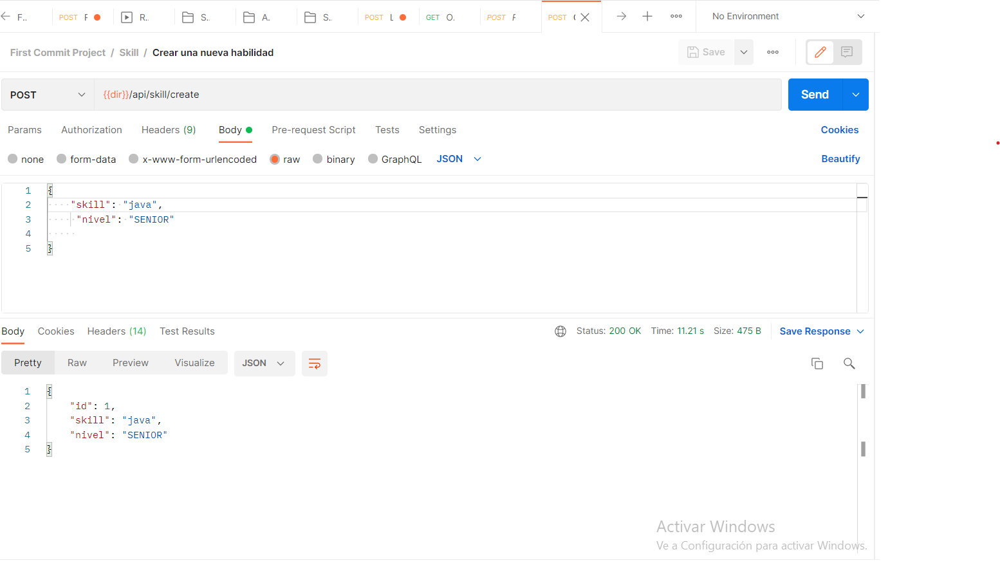 F..
POST F
R..
S..
A.
S..
POST L
GET O.
POST F
POST
No Environment
First Commit Project / Skill / Crear una nueva habilidad
Save
POST
{{dir}}/api/skill/create
Send
Params Authorization Headers (9) Body Pre-request Script Tests Settings Cookies
none form-data x-www-form-urlencoded raw binary GraphQL JSON Beautify
1 {
2 "skill": "java",
3 "nivel": "SENIOR"
4
5 }
Body Cookies Headers (14) Test Results Status: 200 OK Time: 11.21 s Size: 475 B Save Response
Pretty Raw Preview Visualize JSON
1 {
2 "id": 1,
3 "skill": "java",
4 "nivel": "SENIOR"
5 }
Activar Windows
Ve a Configuración para activar Windows.